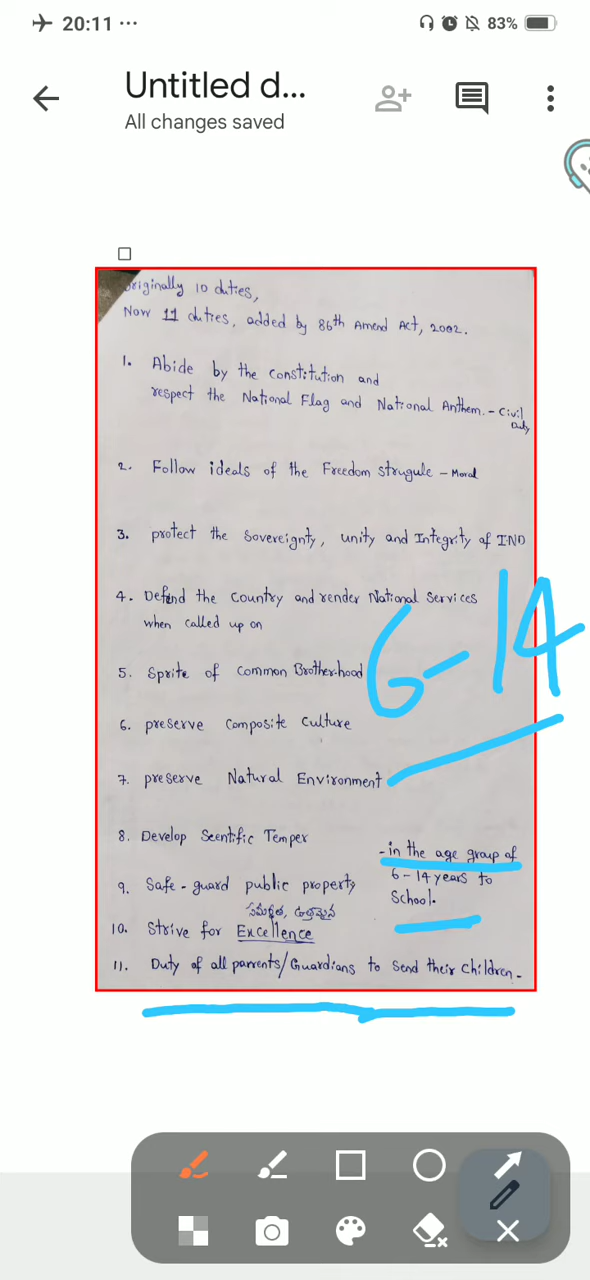 20:11 ...
83%
Untitled d...
All changes saved
originally 10 duties,
Now 11 duties, added by 86th Amend Act, 2002.
1. Abide by the constitution and
respect the National Flag and National Anthem. - Civil
Duty
2. Follow ideals of the Freedom strugule - Moral
3. protect the Sovereignty, unity and Integrity of IND
4. Defend the country and render National Services
when called up on
6-14
5. Sprite of Common Brotherhood
6. preserve Composite Culture
7. preserve Natural Environment
8. Develop Scentific Temper
- in the age group of
9. Safe-guard public property
6-14 years to
School.
సమర్థత, ఉత్తమైన
10. Strive for Excellence
11. Duty of all parrents/Guardians to Send their children -